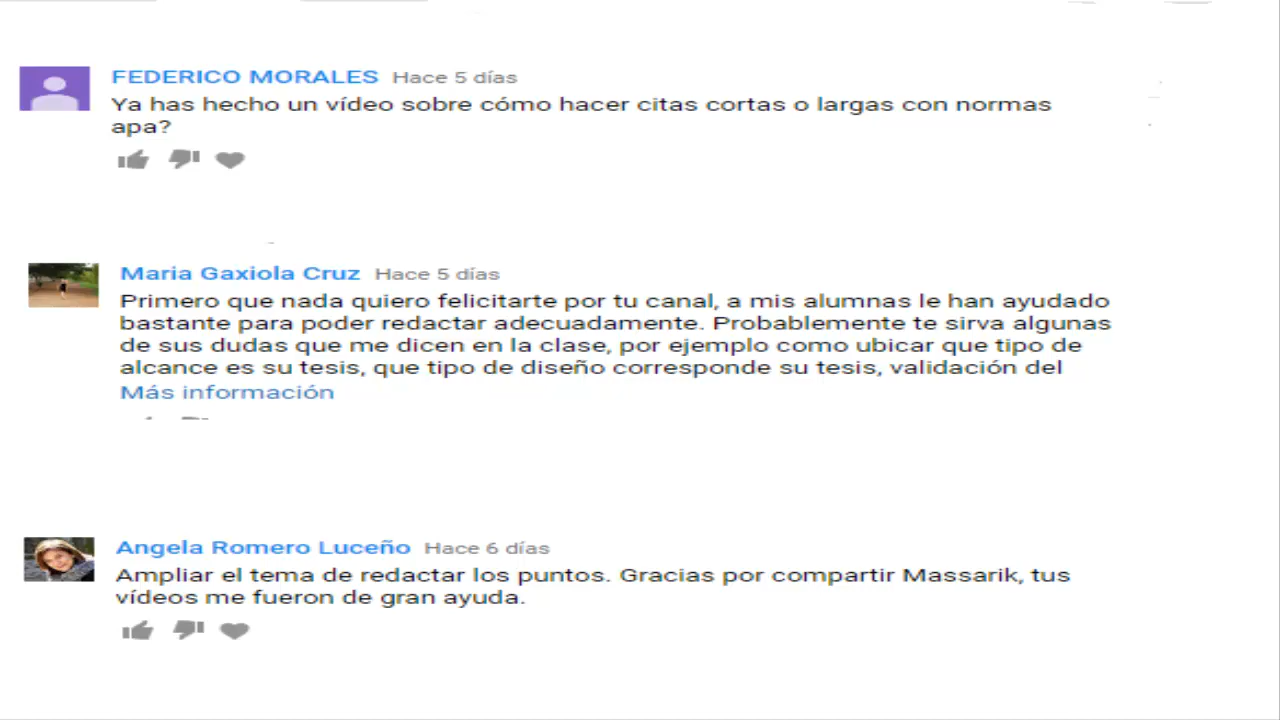 FEDERICO MORALES Hace 5 días
Ya has hecho un vídeo sobre cómo hacer citas cortas o largas con normas
apa?
Maria Gaxiola Cruz Hace 5 días
Primero que nada quiero felicitarte por tu canal, a mis alumnas le han ayudado
bastante para poder redactar adecuadamente. Probablemente te sirva algunas
de sus dudas que me dicen en la clase, por ejemplo como ubicar que tipo de
alcance es su tesis, que tipo de diseño corresponde su tesis, validación del
Más información
Angela Romero Luceño Hace 6 días
Ampliar el tema de redactar los puntos. Gracias por compartir Massarik, tus
vídeos me fueron de gran ayuda.